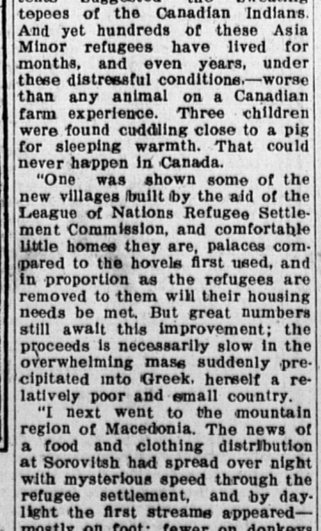 tepees of the Canadian Indians.
And yet hundreds of these Asia
Minor refugees have lived for
months, and even years, under
these distressful conditions,—worse
than any animal on a Canadian
farm experience. Three children
were found cuddling close to a pig
for sleeping warmth. That could
never happen in Canada.
"One was shown some of the
new villages built by the aid of the
League of Nations Refugee Settle-
ment Commission, and comfortable
little homes they are, palaces com-
pared to the hovels first used, and
in proportion as the refugees are
removed to them will their housing
needs be met. But great numbers
still await this improvement; the
proceeds is necessarily slow in the
overwhelming mass suddenly pre-
cipitated into Greek, herself a re-
latively poor and small country.
"I next went to the mountain
region of Macedonia. The news of
a food and clothing distribution
at Sorovitsh had spread over night
with mysterious speed through the
refugee settlement, and by day-
light the first streams appeared—
mostly on foot; fewer on donkeys